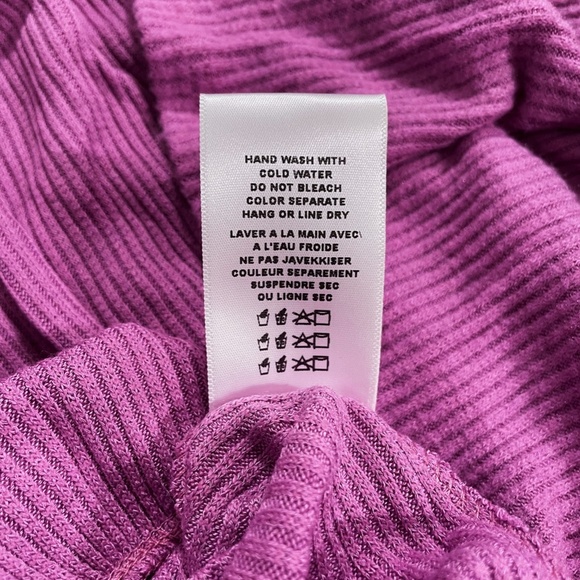 HAND WASH WITH
COLD WATER
DO NOT BLEACH
COLOR SEPARATE
HANG OR LINE DRY
LAVER A LA MAIN AVEC\
A L'EAU FROIDE
NE PAS JAVEKKISER
COULEUR SEPAREMENT
SUSPENDRE SEC
OU LIGNE SEC